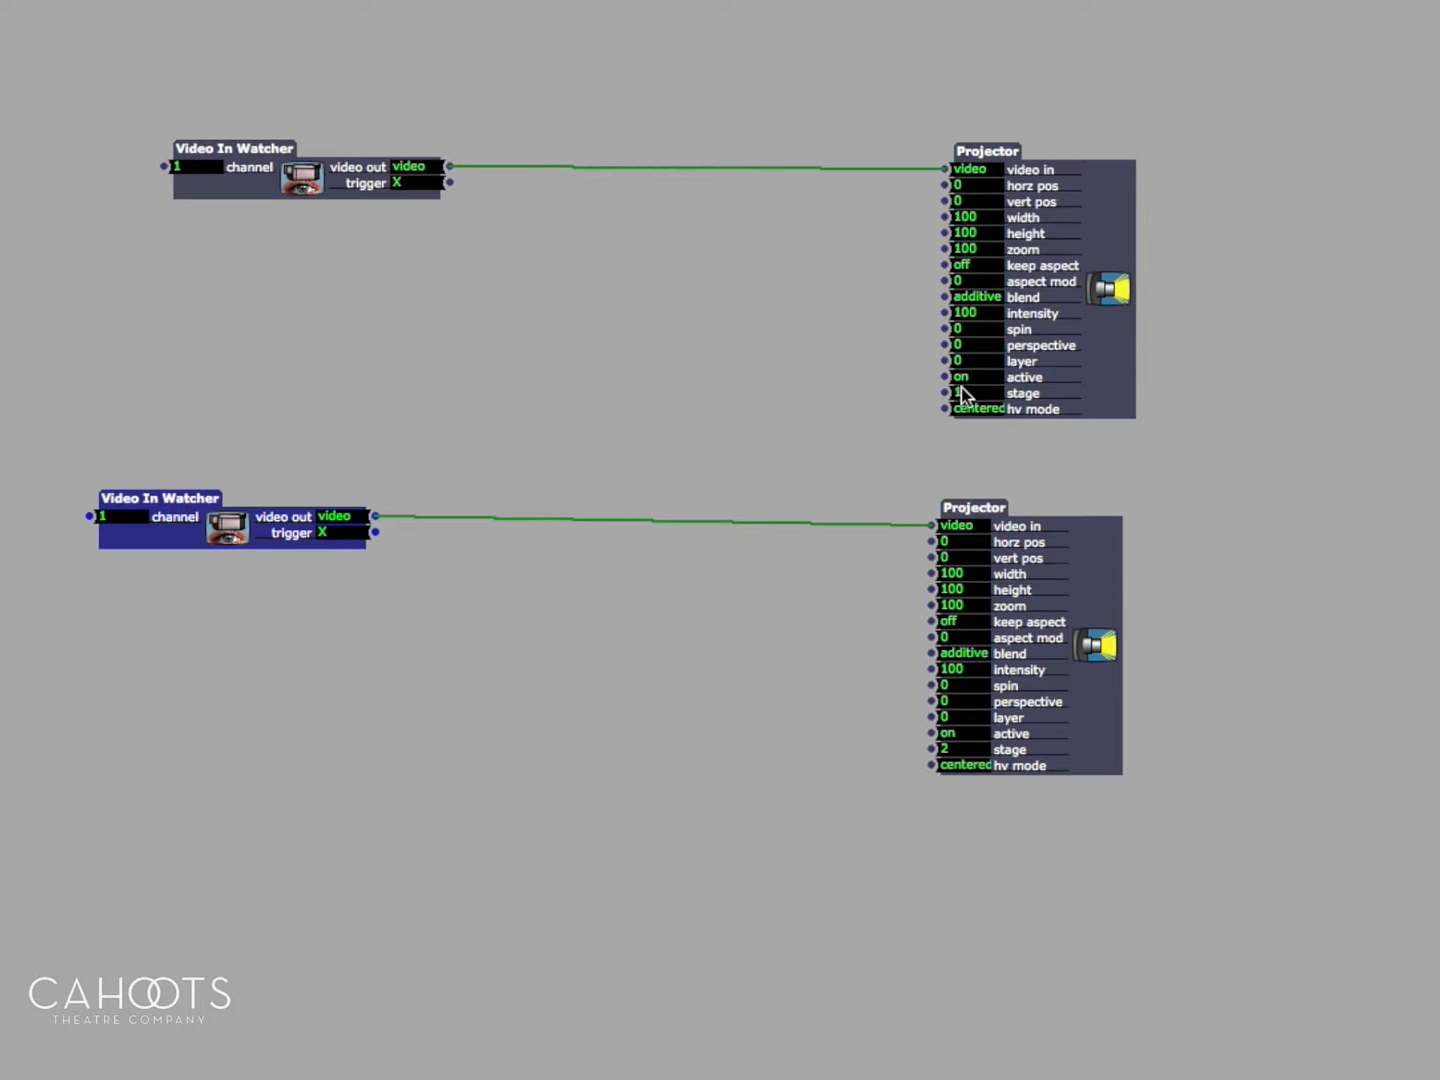 Video In Watcher
1 channel video out video
trigger X
Projector
video video in
0 horz pos
0 vert pos
100 width
100 height
100 zoom
off keep aspect
0 aspect mod
additive blend
100 intensity
0 spin
0 perspective
0 layer
on active
1 stage
centered hv mode
Video In Watcher
1 channel video out video
trigger X
Projector
video video in
0 horz pos
0 vert pos
100 width
100 height
100 zoom
off keep aspect
0 aspect mod
additive blend
100 intensity
0 spin
0 perspective
0 layer
on active
2 stage
centered hv mode
CAHOOTS
THEATRE COMPANY